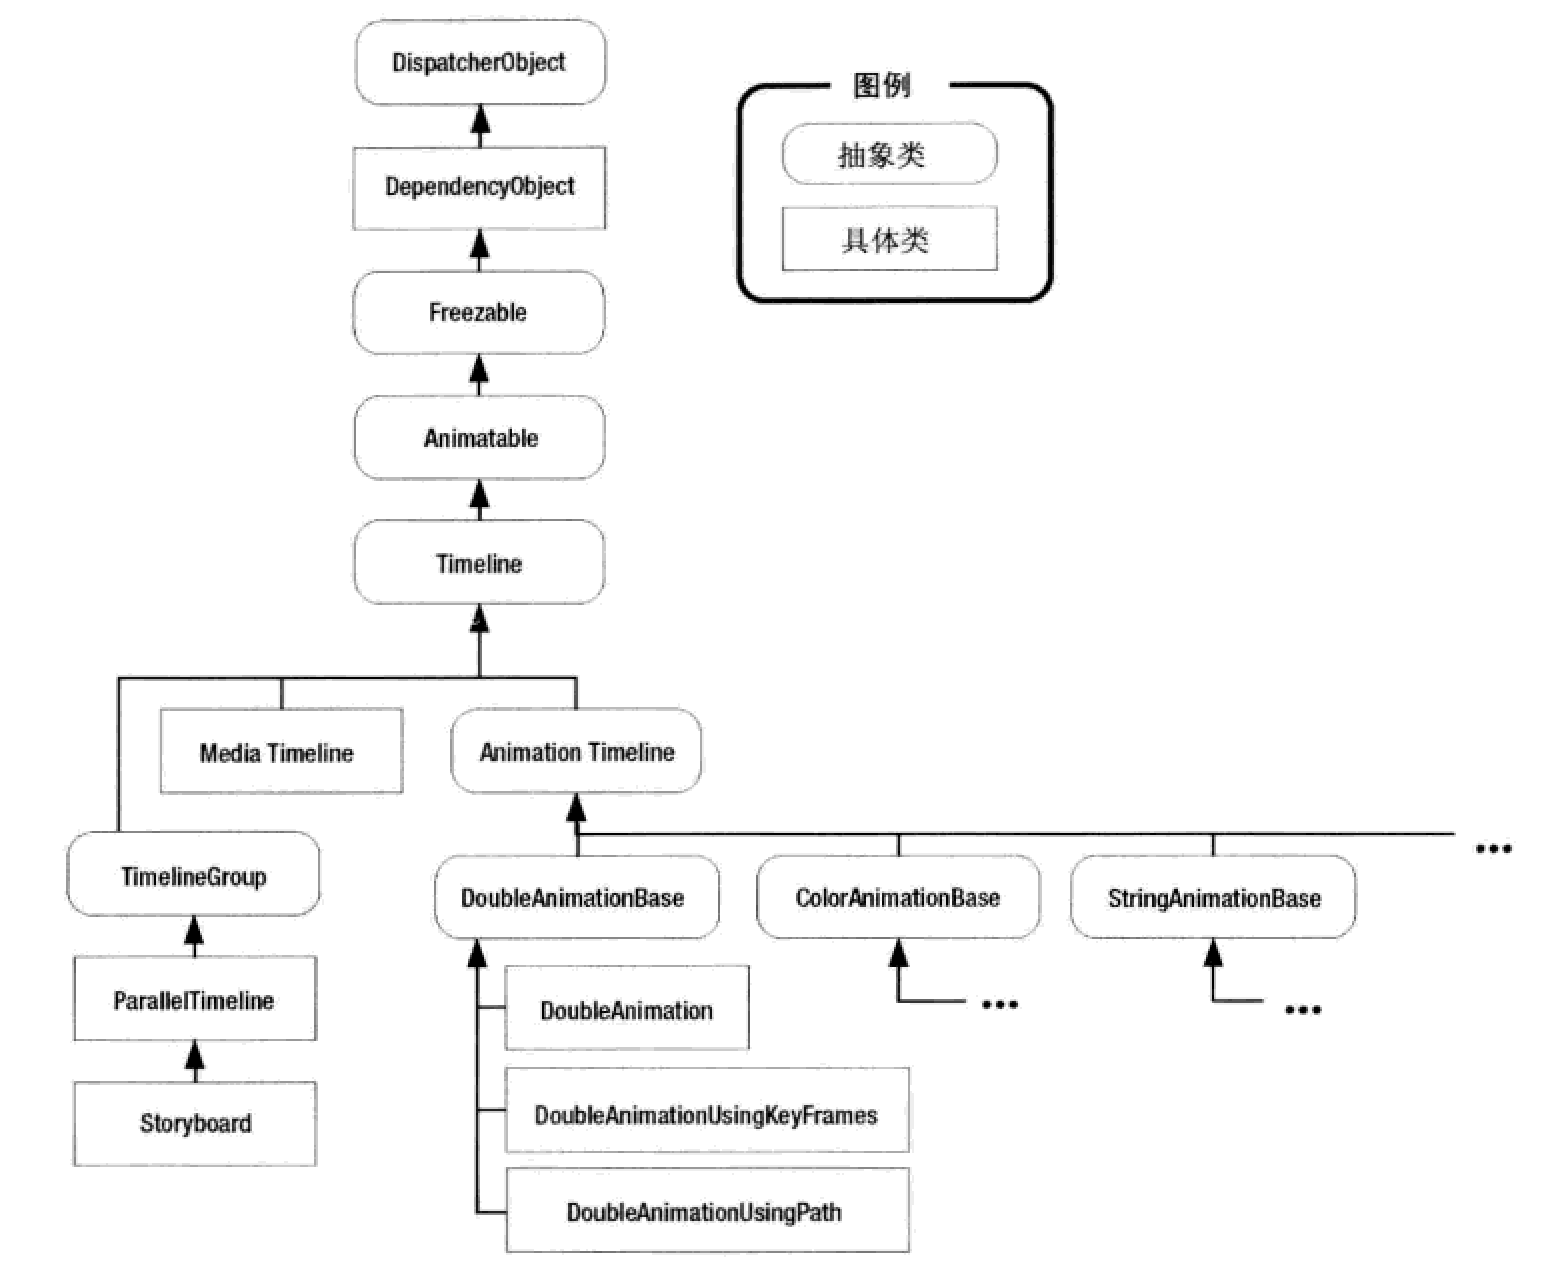 DispatcherObject
图例
抽象类
DependencyObject
具体类
Freezable
Animatable
Timeline
Media Timeline
Animation Timeline
TimelineGroup
DoubleAnimationBase
ColorAnimationBase
StringAnimationBase
•••
ParallelTimeline
DoubleAnimation
•••
•••
Storyboard
DoubleAnimationUsingKeyFrames
DoubleAnimationUsingPath